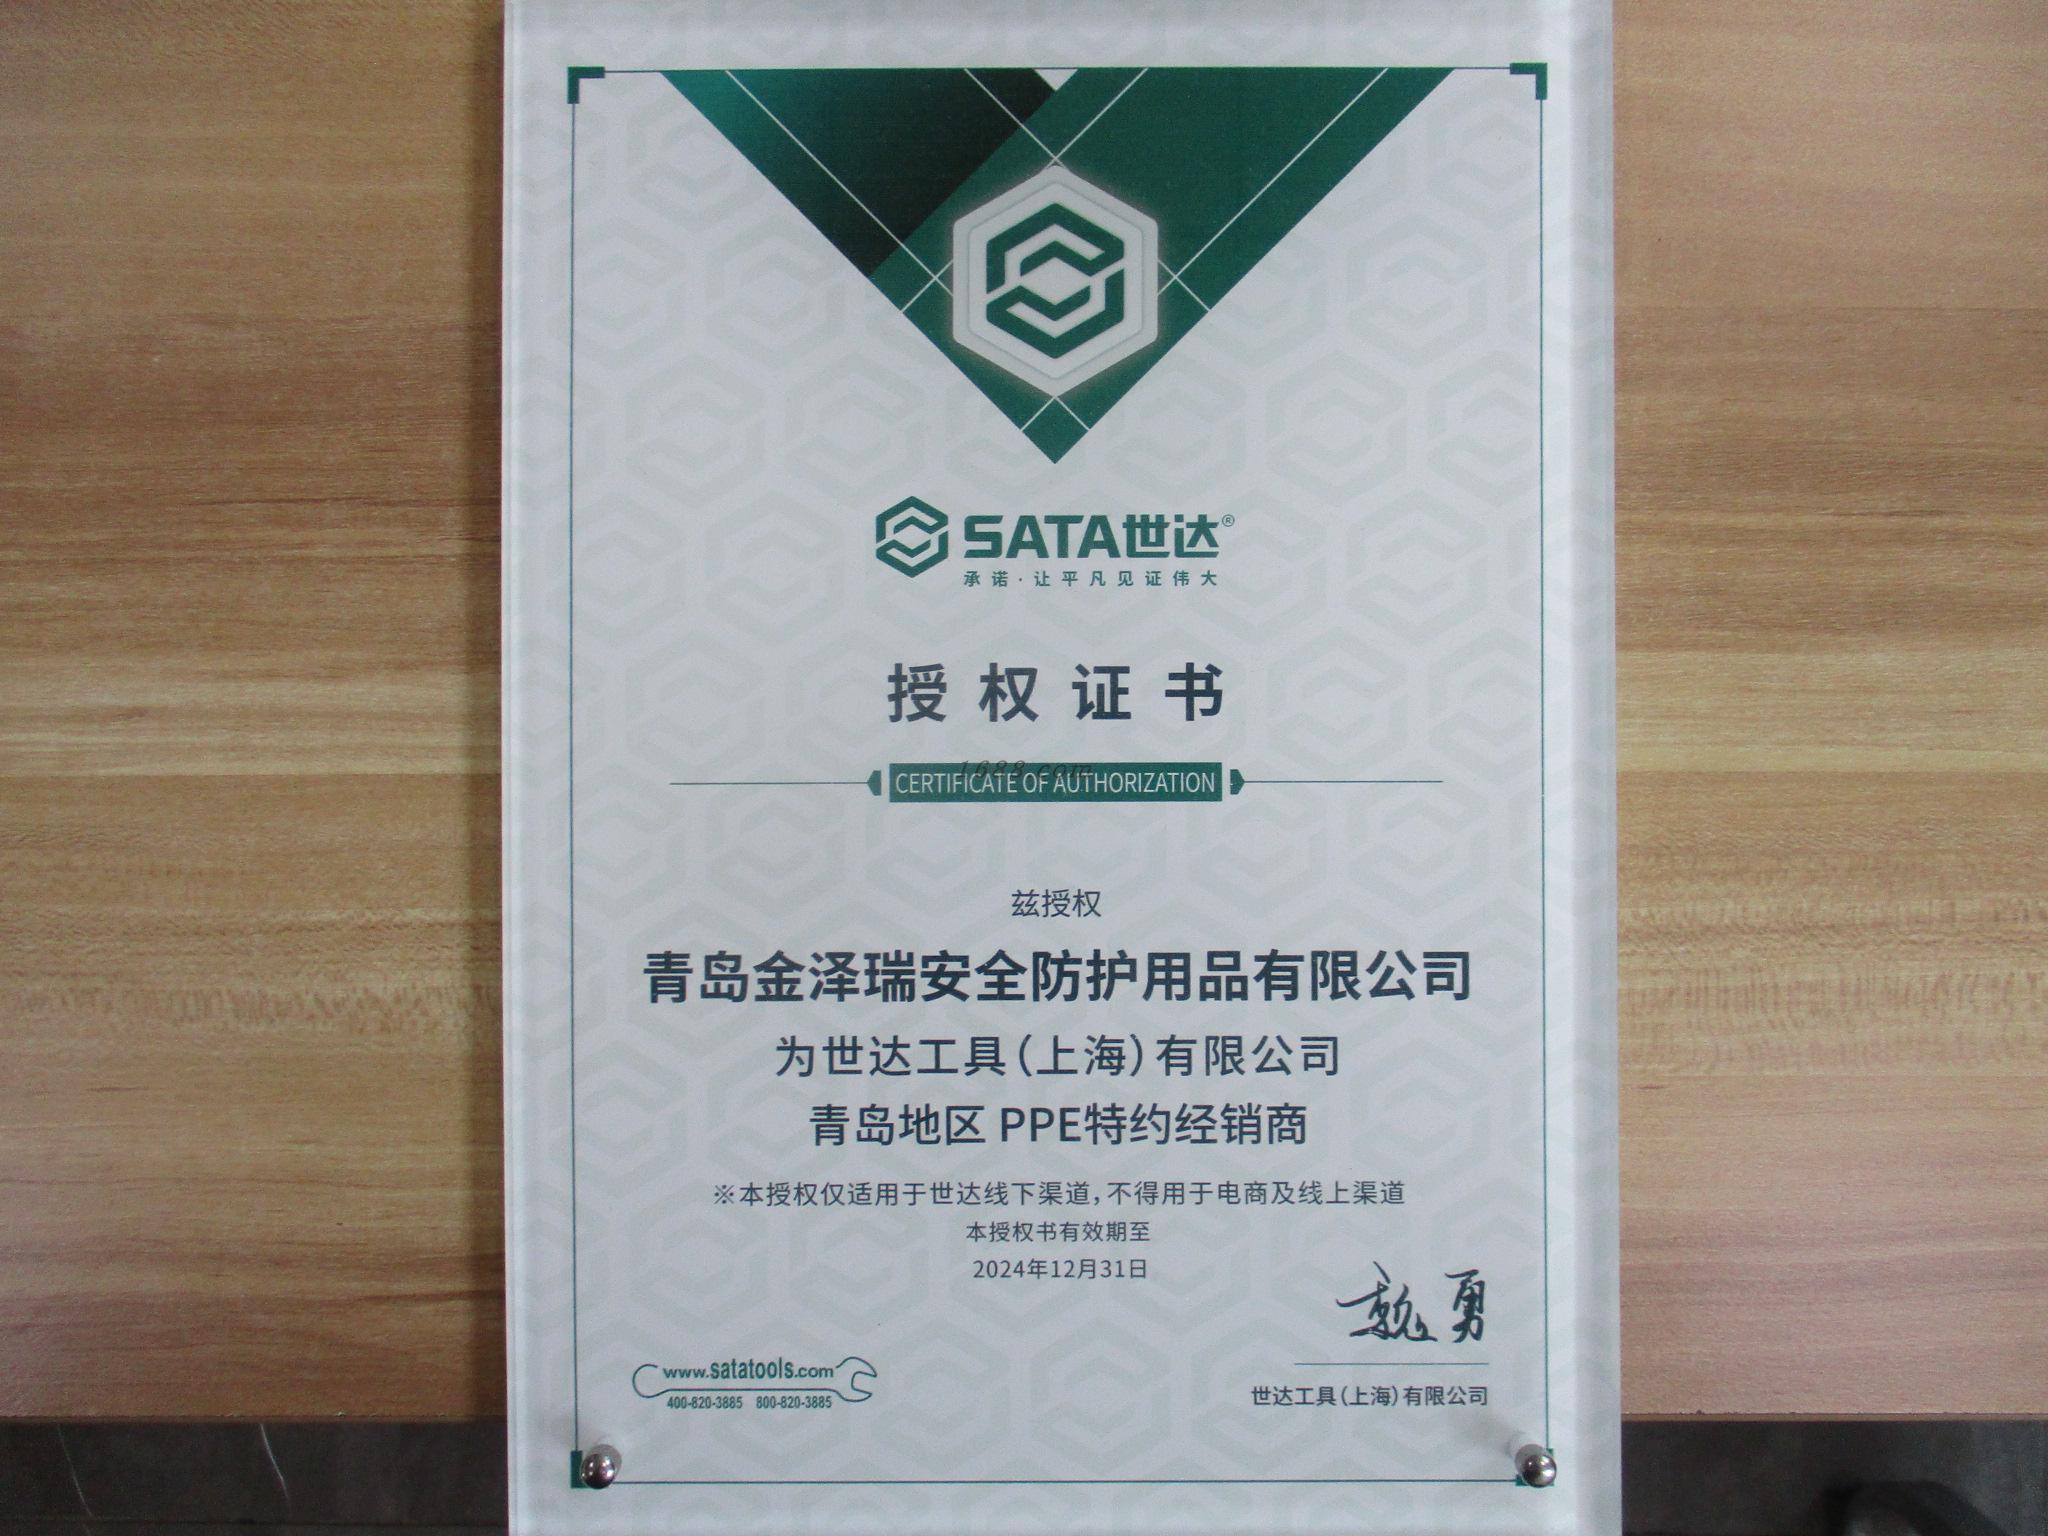 SATA世达®
承诺·让平凡见证伟大
授权证书
1688.com
CERTIFICATE OF AUTHORIZATION
兹授权
青岛金泽瑞安全防护用品有限公司
为世达工具(上海)有限公司
青岛地区 PPE特约经销商
※本授权仅适用于世达线下渠道,不得用于电商及线上渠道
本授权书有效期至
2024年12月31日
魏勇
www.satatools.com
400-820-3885 800-820-3885
世达工具(上海)有限公司